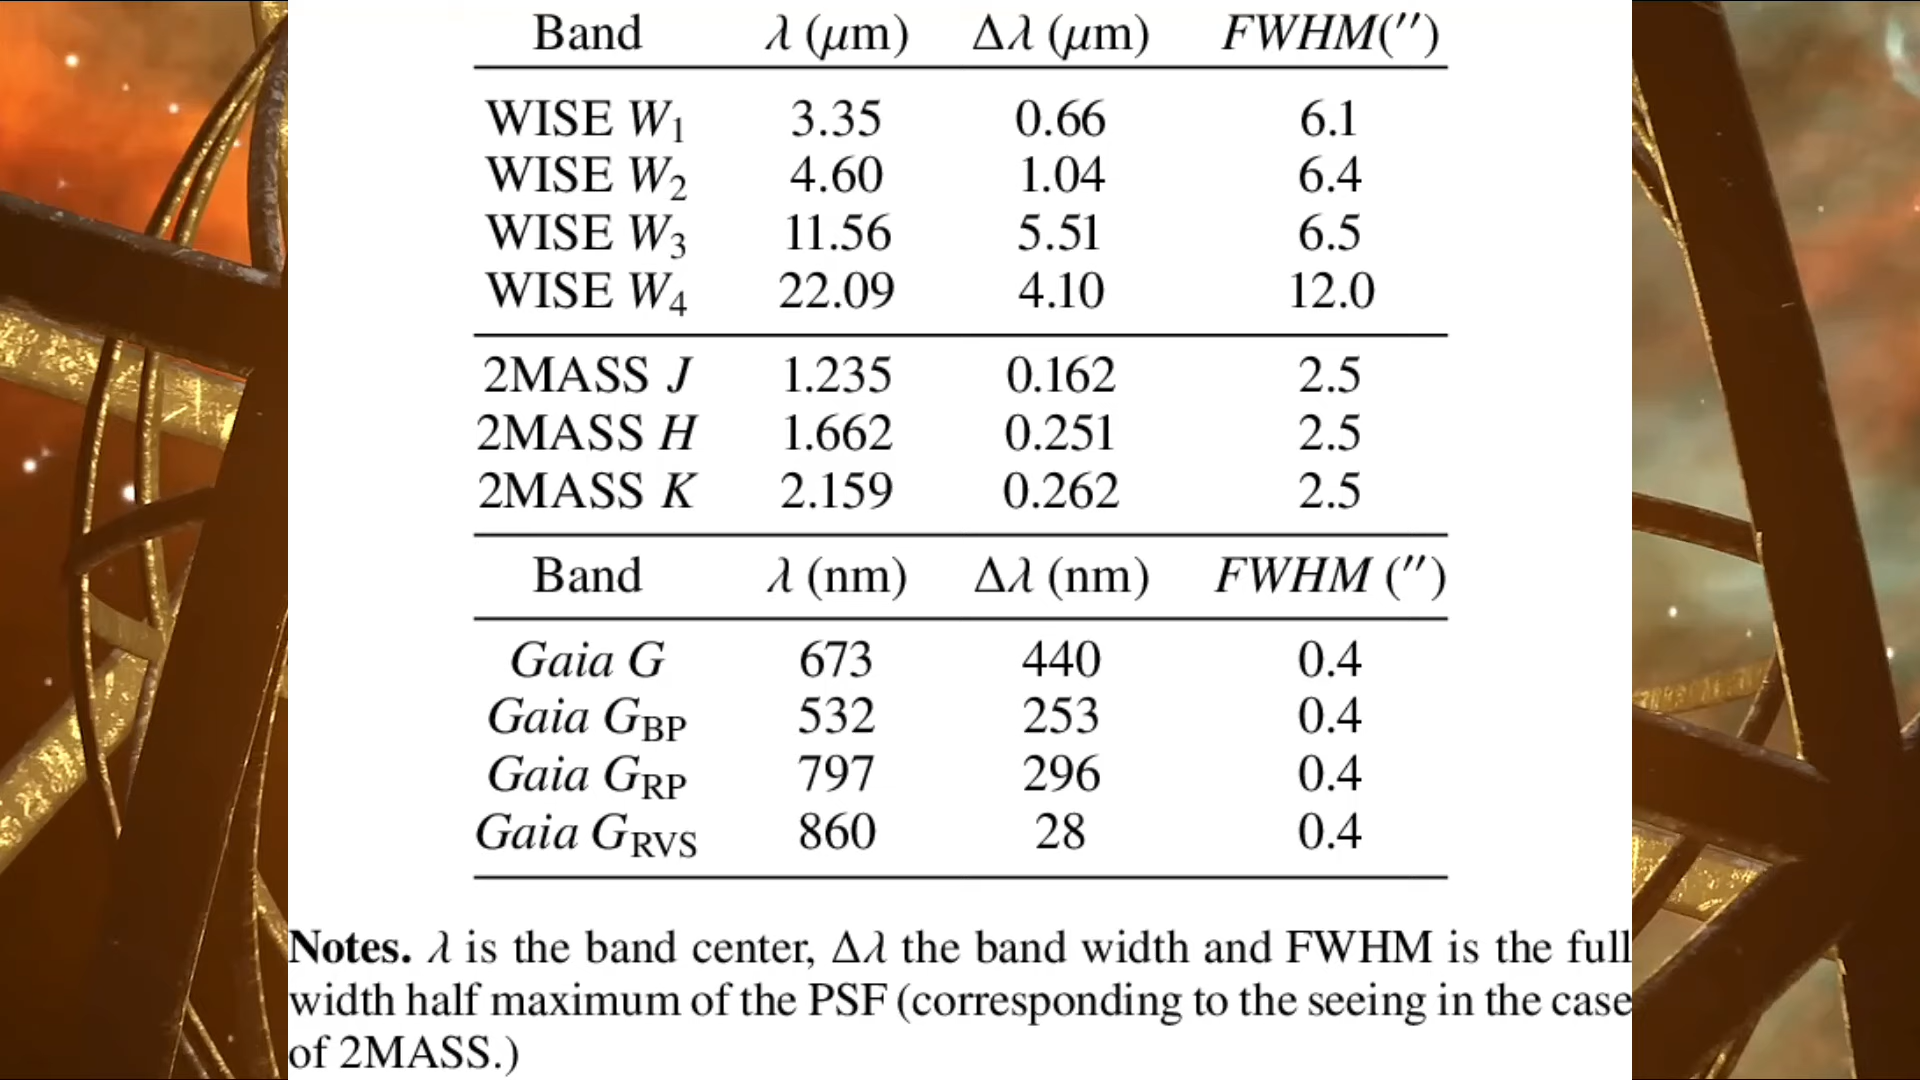 Band λ (μm) Δλ (μm) FWHM(″)
WISE W1 3.35 0.66 6.1
WISE W2 4.60 1.04 6.4
WISE W3 11.56 5.51 6.5
WISE W4 22.09 4.10 12.0
2MASS J 1.235 0.162 2.5
2MASS H 1.662 0.251 2.5
2MASS K 2.159 0.262 2.5
Band λ (nm) Δλ (nm) FWHM (″)
Gaia G 673 440 0.4
Gaia GBP 532 253 0.4
Gaia GRP 797 296 0.4
Gaia GRVS 860 28 0.4
Notes. λ is the band center, Δλ the band width and FWHM is the full
width half maximum of the PSF (corresponding to the seeing in the case
of 2MASS.)